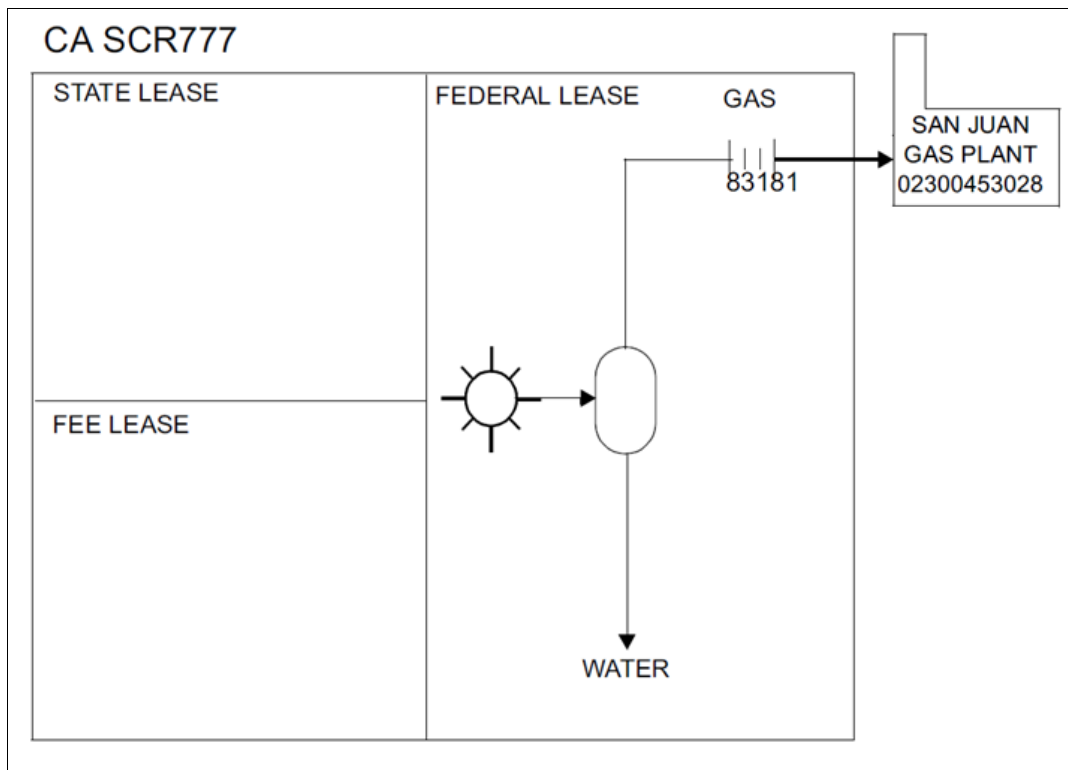 CA SCR777
STATE LEASE
FEDERAL LEASE
GAS
83181
SAN JUAN
GAS PLANT
02300453028
FEE LEASE
WATER